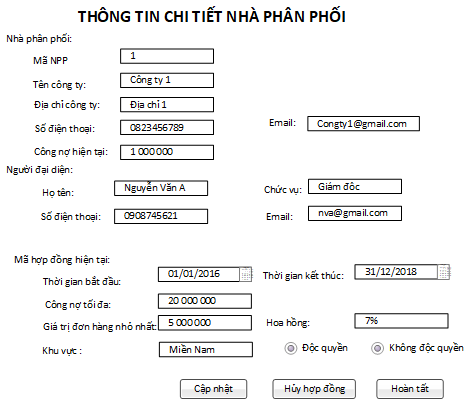 THÔNG TIN CHI TIẾT NHÀ PHÂN PHỐI
Nhà phân phối:
Mã NPP 1
Tên công ty: Công ty 1
Địa chỉ công ty: Địa chỉ 1
Số điện thoại: 0823456789 Email: Congty1@gmail.com
Công nợ hiện tại: 1 000 000
Người đại diện:
Họ tên: Nguyễn Văn A Chức vụ: Giám đôc
Số điện thoại: 0908745621 Email: nva@gmail.com
Mã hợp đồng hiện tại:
Thời gian bắt đầu: 01/01/2016 Thời gian kết thúc: 31/12/2018
Công nợ tối đa: 20 000 000
Giá trị đơn hàng nhỏ nhất: 5 000 000 Hoa hồng: 7%
Khu vực : Miền Nam Độc quyền Không độc quyền
Cập nhật Hủy hợp đồng Hoàn tất